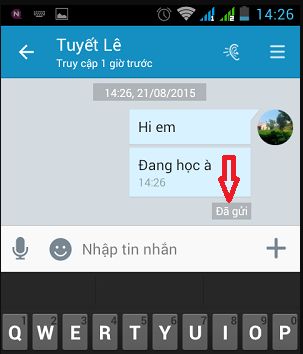 14:26
Tuyết Lê
Truy cập 1 giờ trước
14:26, 21/08/2015
Hi em
Đang học à
14:26
Đã gửi
Nhập tin nhắn
Q W E R T Y U I O P